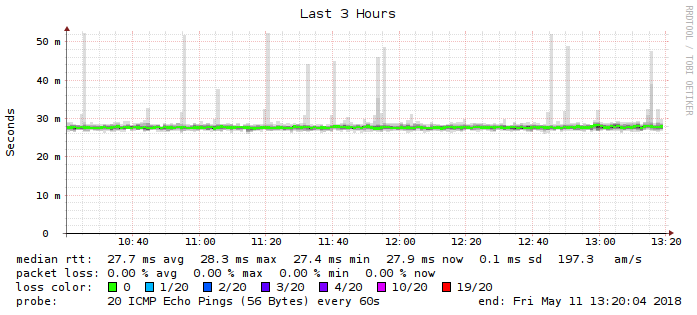 Last 3 Hours
RRDTOOL / TOBI OETIKER
Seconds
50 m
40 m
30 m
20 m
10 m
0
10:40 11:00 11:20 11:40 12:00 12:20 12:40 13:00 13:20
median rtt: 27.7 ms avg 28.3 ms max 27.4 ms min 27.9 ms now 0.1 ms sd 197.3 am/s
packet loss: 0.00 % avg 0.00 % max 0.00 % min 0.00 % now
loss color: 0 1/20 2/20 3/20 4/20 10/20 19/20
probe: 20 ICMP Echo Pings (56 Bytes) every 60s end: Fri May 11 13:20:04 2018